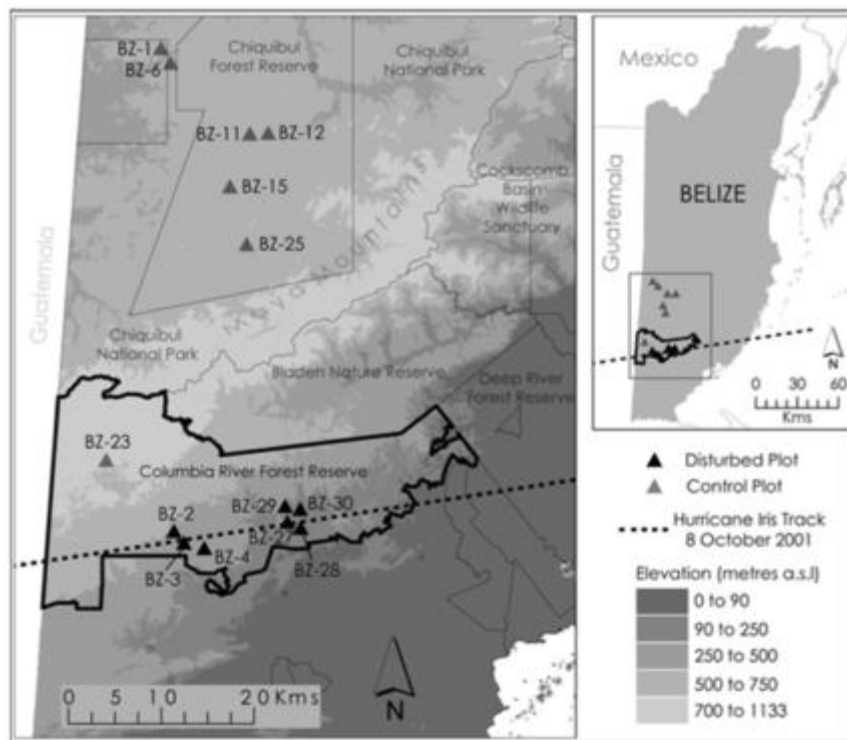 BZ-1
BZ-6
Chiquibul
Forest Reserve
Chiquibul
National Park
BZ-11
BZ-12
BZ-15
BZ-25
Cockscomb
Basin
Wildlife
Sanctuary
Maya Mountains
Guatemala
Chiquibul
National Park
Bladen Nature Reserve
Deep River
Forest Reserve
BZ-23
Columbia River Forest Reserve
BZ-29
BZ-30
BZ-2
BZ-27
BZ-4
BZ-3
BZ-28
0 10 20 Kms
N
Mexico
Guatemala
BELIZE
N
0 30 60
Kms
Disturbed Plot
Control Plot
Hurricane Iris Track
8 October 2001
Elevation (metres a.s.l)
0 to 90
90 to 250
250 to 500
500 to 750
700 to 1133